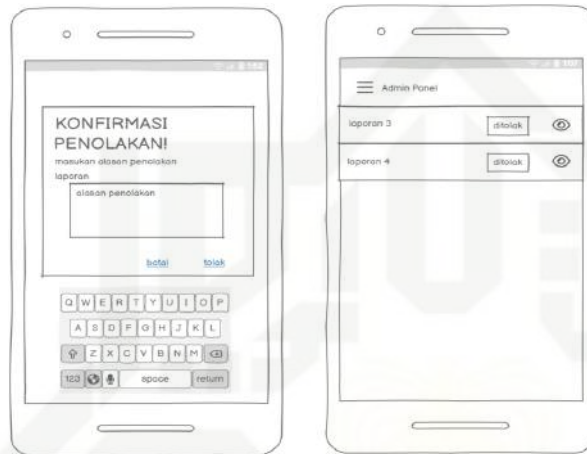 KONFIRMASI
PENOLAKAN!
masukan alasan penolakan
laporan
alasan penolakan
batal tolak
Q W E R T Y U I O P
A S D F G H J K L
Z X C V B N M
123 space return
Admin Panel
laporan 3 ditolak
laporan 4 ditolak